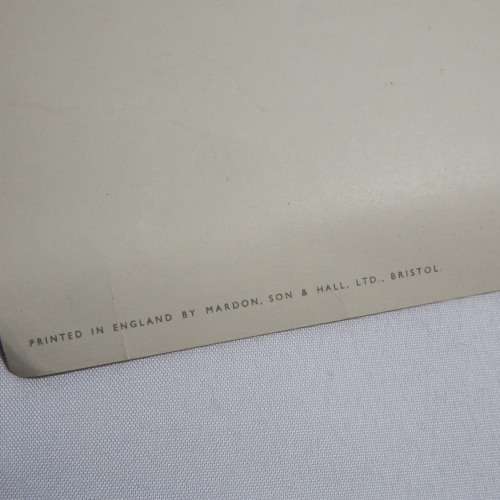 PRINTED IN ENGLAND BY MARDON, SON & HALL, LTD., BRISTOL.